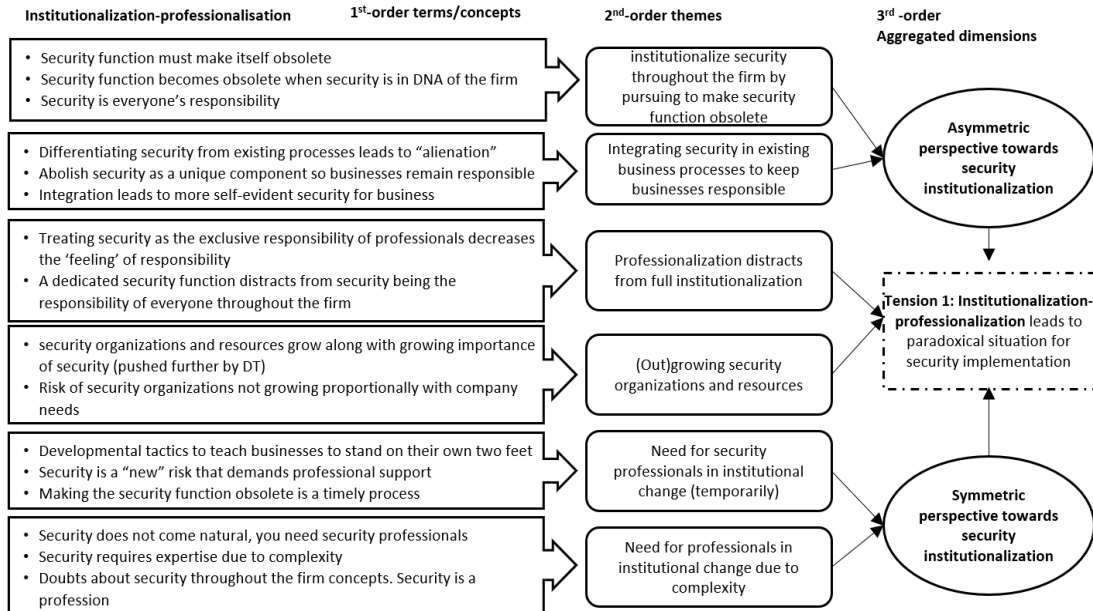 Institutionalization-professionalisation
1st-order terms/concepts
2nd-order themes
3rd -order
Aggregated dimensions
• Security function must make itself obsolete
• Security function becomes obsolete when security is in DNA of the firm
• Security is everyone's responsibility
institutionalize security
throughout the firm by
pursuing to make security
function obsolete
• Differentiating security from existing processes leads to "alienation"
• Abolish security as a unique component so businesses remain responsible
• Integration leads to more self-evident security for business
Integrating security in existing
business processes to keep
businesses responsible
Asymmetric
perspective towards
security
institutionalization
• Treating security as the exclusive responsibility of professionals decreases
the 'feeling' of responsibility
• A dedicated security function distracts from security being the
responsibility of everyone throughout the firm
Professionalization distracts
from full institutionalization
Tension 1: Institutionalization-
professionalization leads to
paradoxical situation for
security implementation
• security organizations and resources grow along with growing importance
of security (pushed further by DT)
• Risk of security organizations not growing proportionally with company
needs
(Out)growing security
organizations and resources
• Developmental tactics to teach businesses to stand on their own two feet
• Security is a "new" risk that demands professional support
• Making the security function obsolete is a timely process
Need for security
professionals in institutional
change (temporarily)
Symmetric
perspective towards
security
institutionalization
• Security does not come natural, you need security professionals
• Security requires expertise due to complexity
• Doubts about security throughout the firm concepts. Security is a
profession
Need for professionals in
institutional change due to
complexity